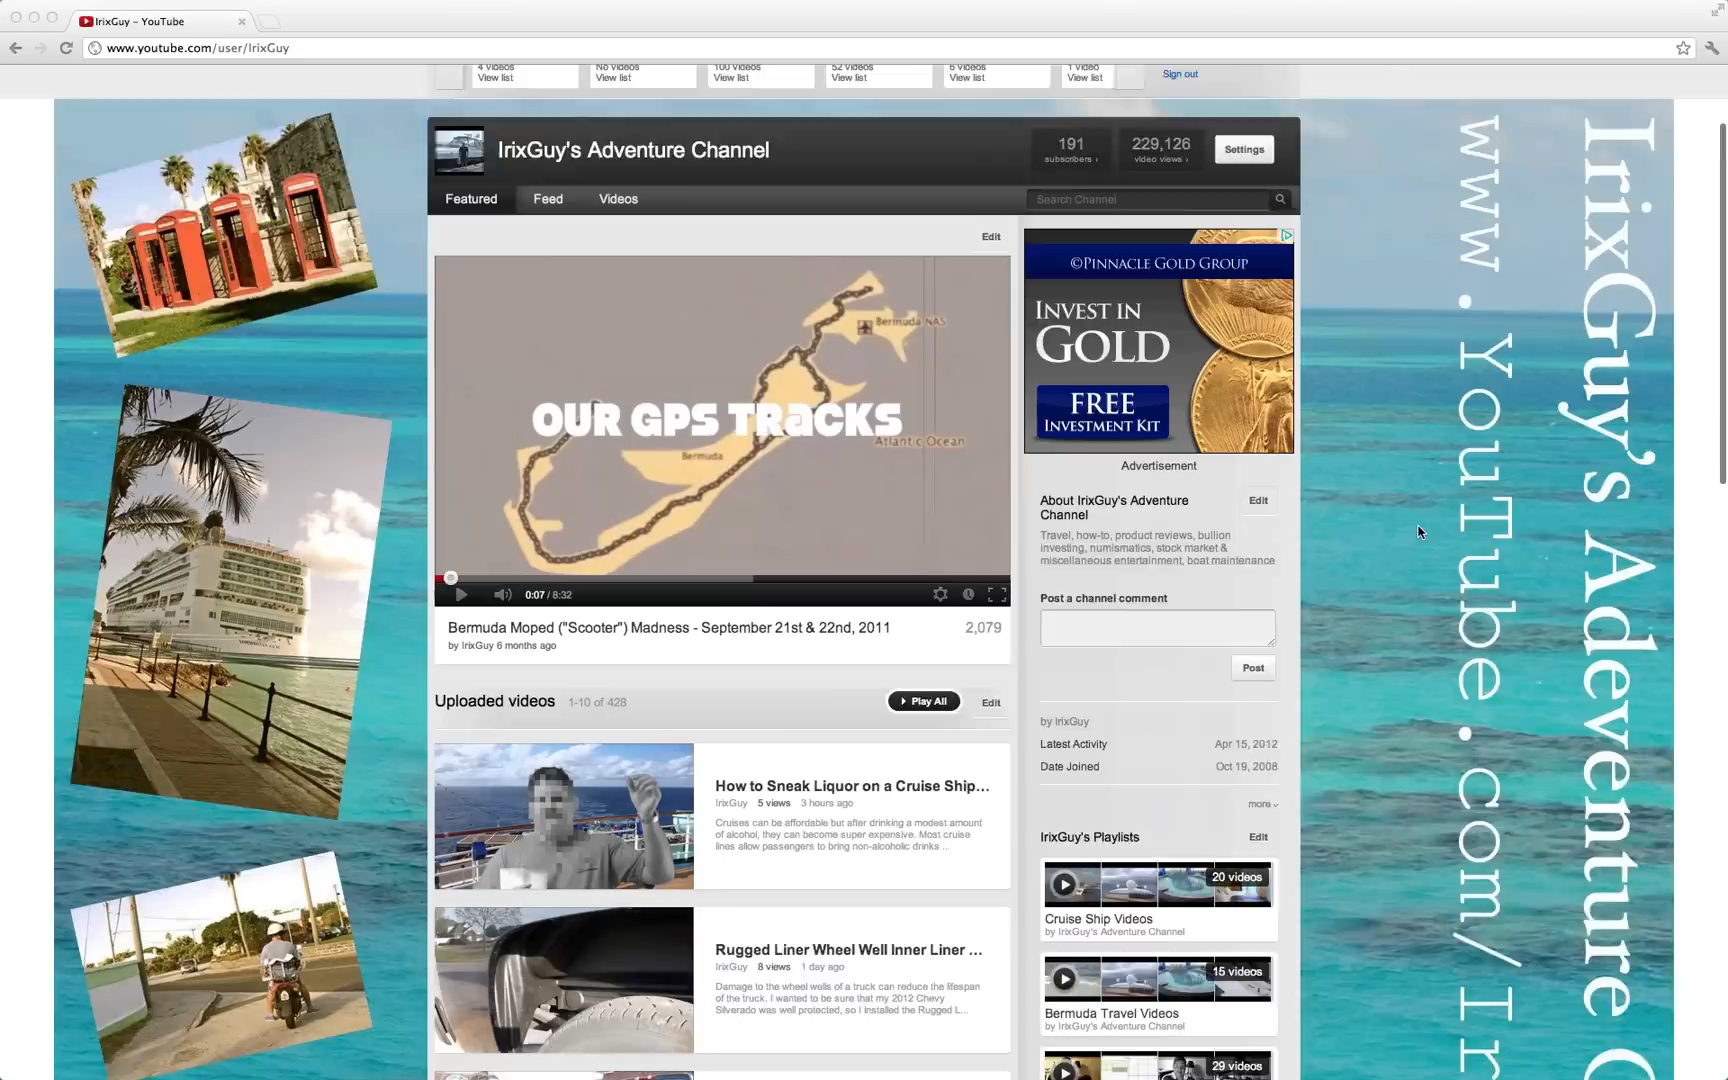 IrixGuy – YouTube
www.youtube.com/user/IrixGuy
4 videos
View list
No videos
View list
100 videos
View list
52 videos
View list
6 videos
View list
1 video
View list
Sign out
IrixGuy's Adventure Channel
191
subscribers ›
229,126
video views ›
Settings
Featured
Feed
Videos
Search Channel
Edit
Bermuda NAS
OUR GPS TRACKS
Atlantic Ocean
Bermuda
0:07 / 8:32
Bermuda Moped ("Scooter") Madness - September 21st & 22nd, 2011
2,079
by IrixGuy 6 months ago
Uploaded videos
1-10 of 428
Play All
Edit
How to Sneak Liquor on a Cruise Ship...
IrixGuy 5 views 3 hours ago
Cruises can be affordable but after drinking a modest amount
of alcohol, they can become super expensive. Most cruise
lines allow passengers to bring non-alcoholic drinks ...
Rugged Liner Wheel Well Inner Liner ...
IrixGuy 8 views 1 day ago
Damage to the wheel wells of a truck can reduce the lifespan
of the truck. I wanted to be sure that my 2012 Chevy
Silverado was well protected, so I installed the Rugged L...
©PINNACLE GOLD GROUP
INVEST IN
GOLD
FREE
INVESTMENT KIT
Advertisement
About IrixGuy's Adventure
Channel
Edit
Travel, how-to, product reviews, bullion
investing, numismatics, stock market &
miscellaneous entertainment, boat maintenance
Post a channel comment
Post
by IrixGuy
Latest Activity
Apr 15, 2012
Date Joined
Oct 19, 2008
more
IrixGuy's Playlists
Edit
20 videos
Cruise Ship Videos
by IrixGuy's Adventure Channel
15 videos
Bermuda Travel Videos
by IrixGuy's Adventure Channel
29 videos
IrixGuy's Adeventure C
www.YouTube.com/Ir